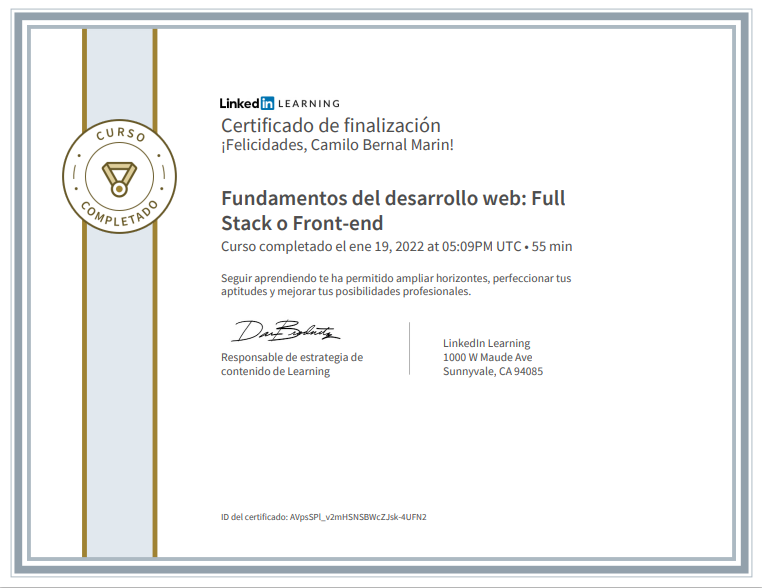 CURSO
COMPLETADO
Linked in LEARNING
Certificado de finalización
¡Felicidades, Camilo Bernal Marin!
Fundamentos del desarrollo web: Full
Stack o Front-end
Curso completado el ene 19, 2022 at 05:09PM UTC • 55 min
Seguir aprendiendo te ha permitido ampliar horizontes, perfeccionar tus
aptitudes y mejorar tus posibilidades profesionales.
Responsable de estrategia de
contenido de Learning
LinkedIn Learning
1000 W Maude Ave
Sunnyvale, CA 94085
ID del certificado: AVpsSPl_v2mHSNSBWcZJsk-4UFN2